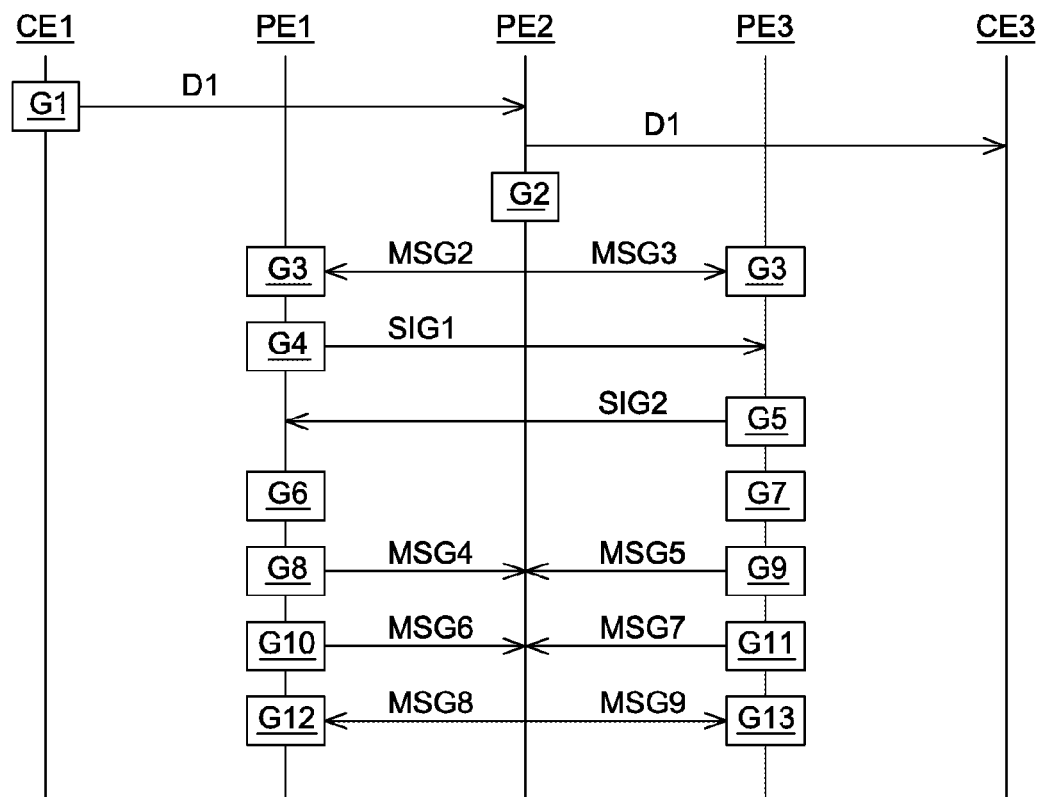 CE1 PE1 PE2 PE3 CE3
G1 D1
D1
G2
G3 MSG2 MSG3 G3
G4 SIG1
SIG2 G5
G6 G7
G8 MSG4 MSG5 G9
G10 MSG6 MSG7 G11
G12 MSG8 MSG9 G13